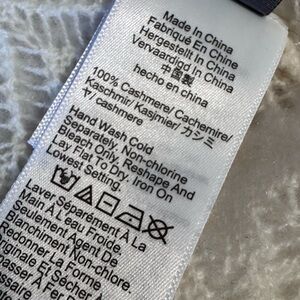 Made In China
Fabriqué En Chine
Hergestellt In China
Vervaardigd In China
中国製
hecho en china
100% Cashmere/ Cachemire/
Kaschmir/ Kasjmier/ カシミ
ヤ/ cashmere
Hand Wash Cold
Separately. Non-chlorine
Bleach Only. Reshape And
Lay Flat To Dry. Iron On
Lowest Setting.
Laver Séparément À La
Main À L'eau Froide.
Seulement Agent De
Blanchiment Non-chlore.
Redonner La Forme
Et Sécher À
Fer